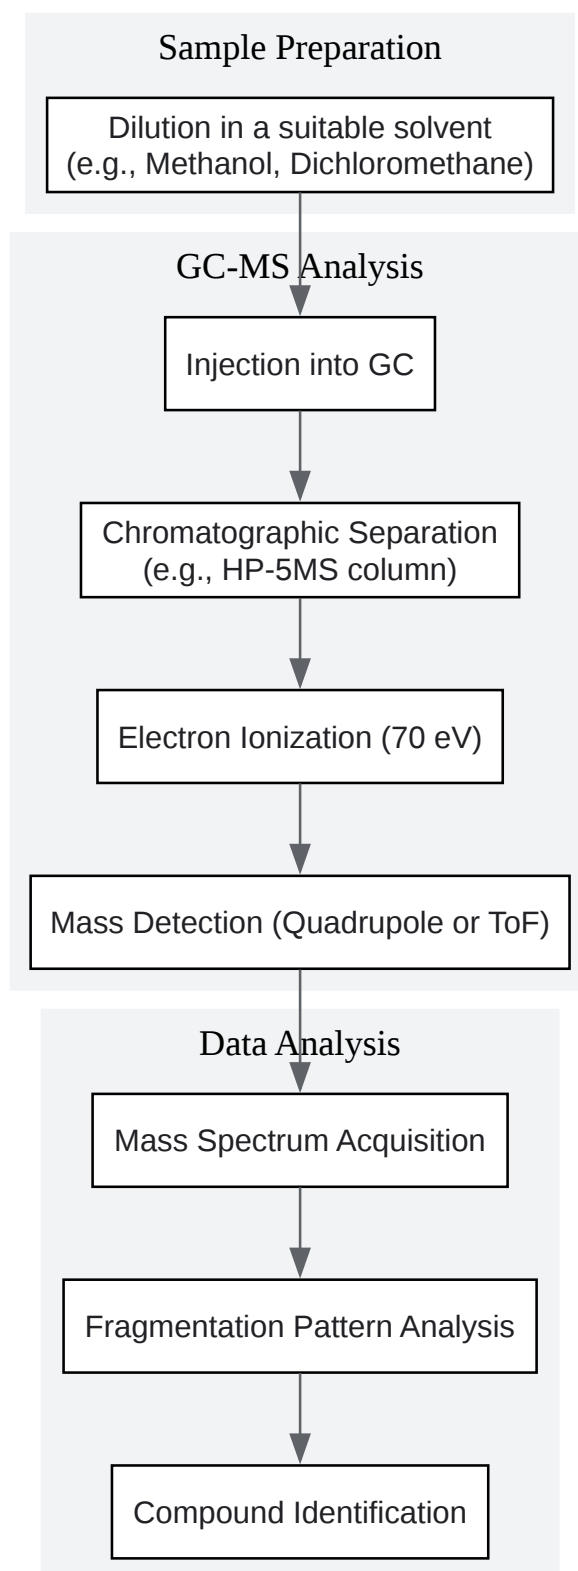 Sample Preparation
Dilution in a suitable solvent
(e.g., Methanol, Dichloromethane)
GC-MS Analysis
Injection into GC
Chromatographic Separation
(e.g., HP-5MS column)
Electron Ionization (70 eV)
Mass Detection (Quadrupole or ToF)
Data Analysis
Mass Spectrum Acquisition
Fragmentation Pattern Analysis
Compound Identification